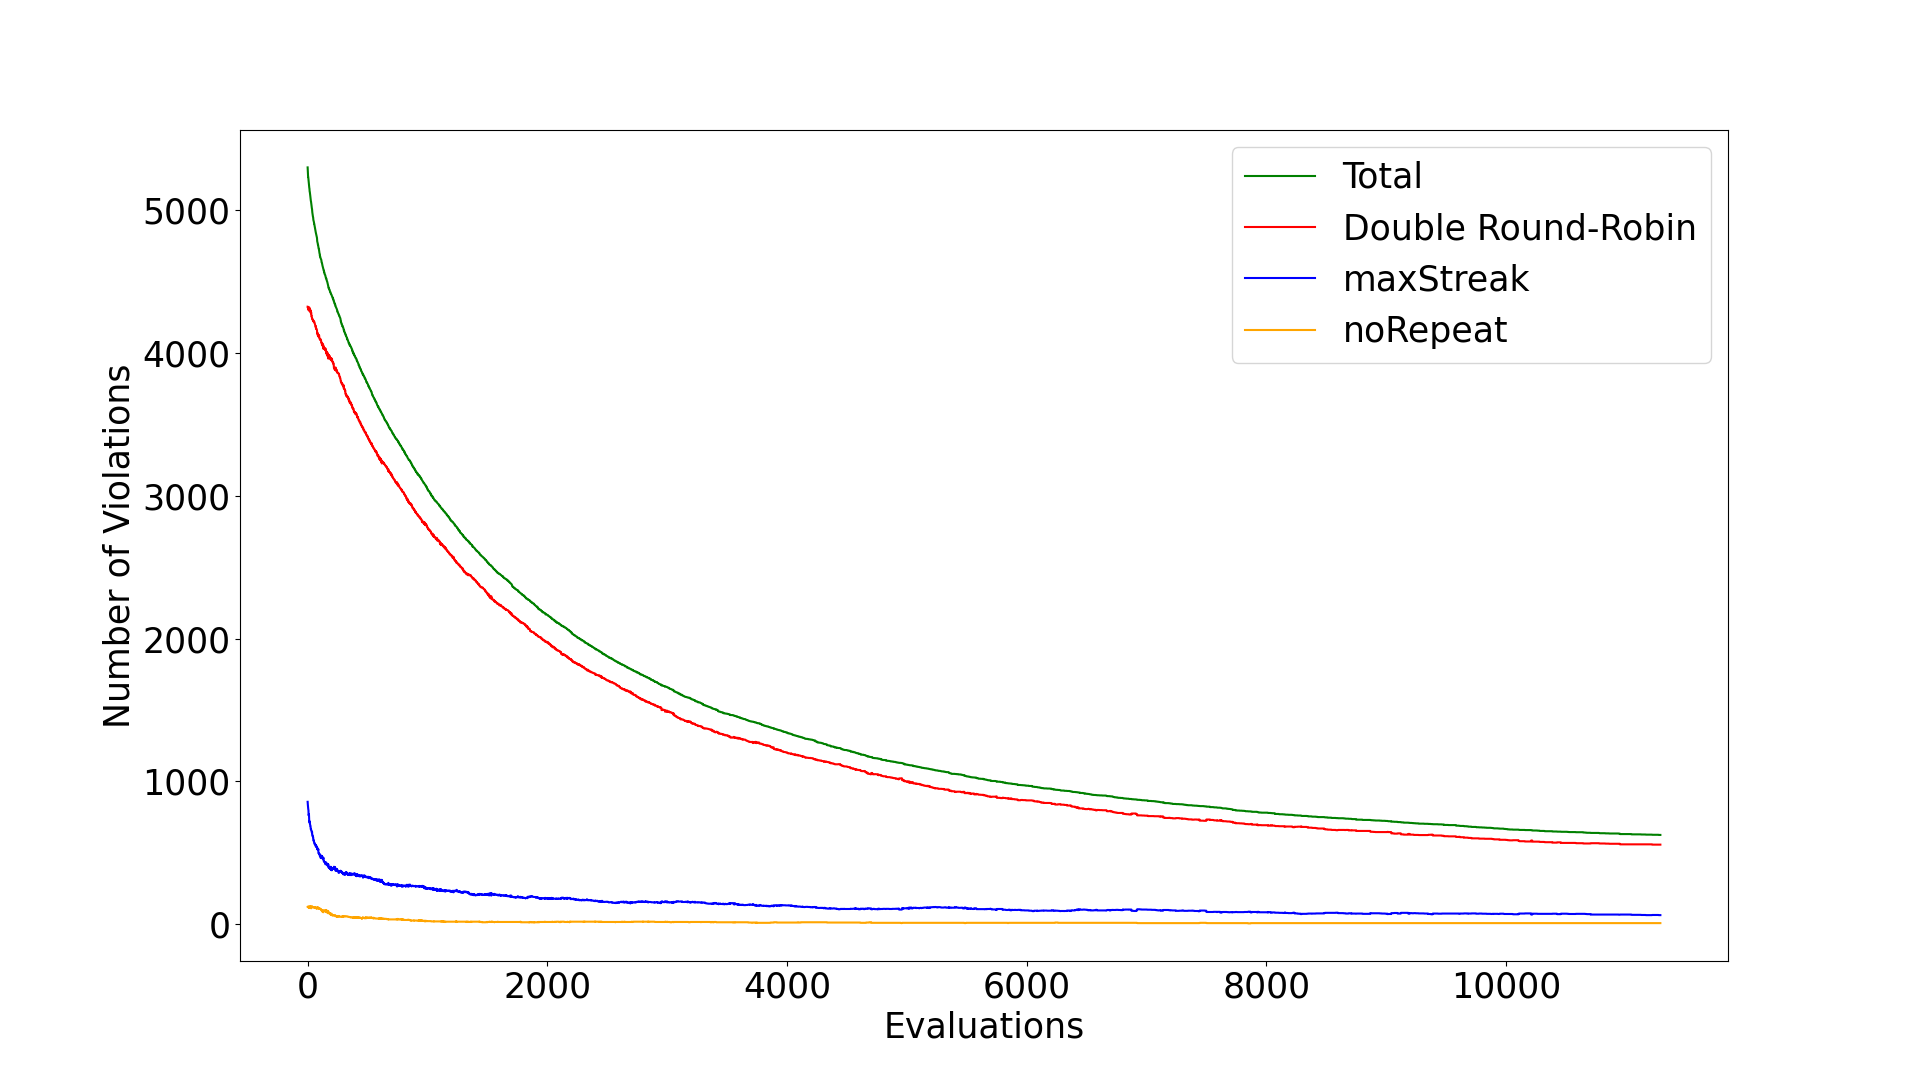 Total
Double Round-Robin
maxStreak
noRepeat
Number of Violations
5000
4000
3000
2000
1000
0
0 2000 4000 6000 8000 10000
Evaluations